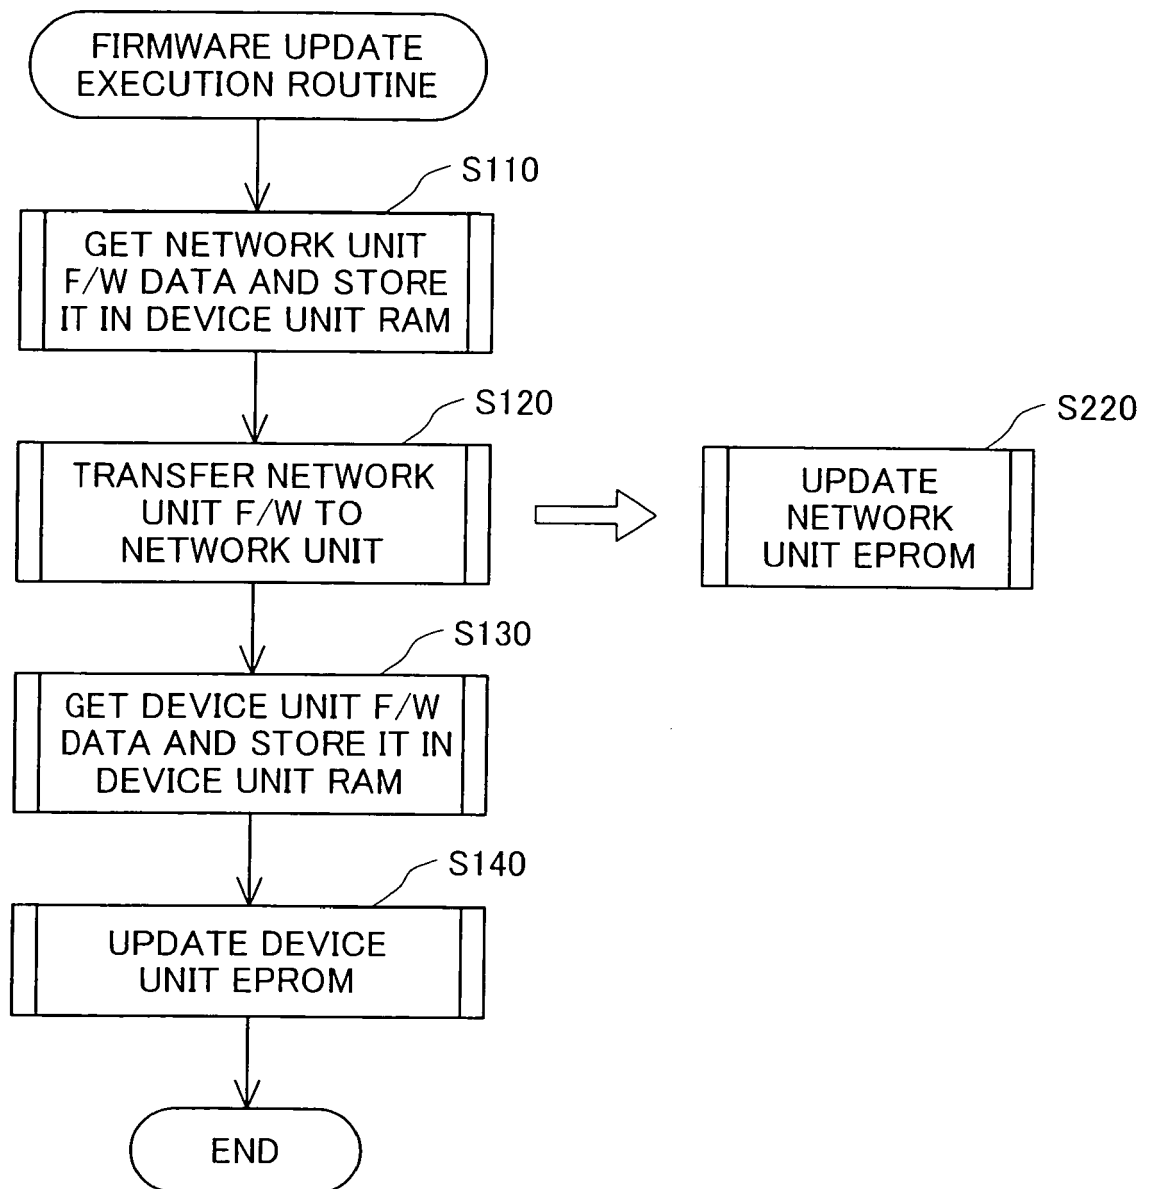 FIRMWARE UPDATE
EXECUTION ROUTINE
S110
GET NETWORK UNIT
F/W DATA AND STORE
IT IN DEVICE UNIT RAM
S120
TRANSFER NETWORK
UNIT F/W TO
NETWORK UNIT
S220
UPDATE
NETWORK
UNIT EPROM
S130
GET DEVICE UNIT F/W
DATA AND STORE IT IN
DEVICE UNIT RAM
S140
UPDATE DEVICE
UNIT EPROM
END